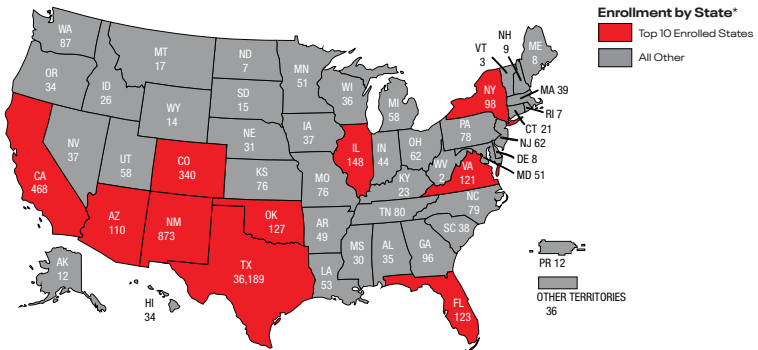 Enrollment by State*
Top 10 Enrolled States
All Other
WA
87
OR
34
CA
468
ID
26
NV
37
MT
17
WY
14
UT
58
AZ
110
CO
340
NM
873
ND
7
SD
15
NE
31
KS
76
OK
127
TX
36,189
MN
51
IA
37
MO
76
AR
49
LA
53
WI
36
IL
148
MI
58
IN
44
OH
62
KY
23
TN 80
MS
30
AL
35
GA
96
FL
123
SC 38
NC
79
VA
121
WV
2
PA
78
NY
98
VT
3
NH
9
ME
8
MA 39
RI 7
CT 21
NJ 62
DE 8
MD 51
AK
12
HI
34
PR 12
OTHER TERRITORIES
36